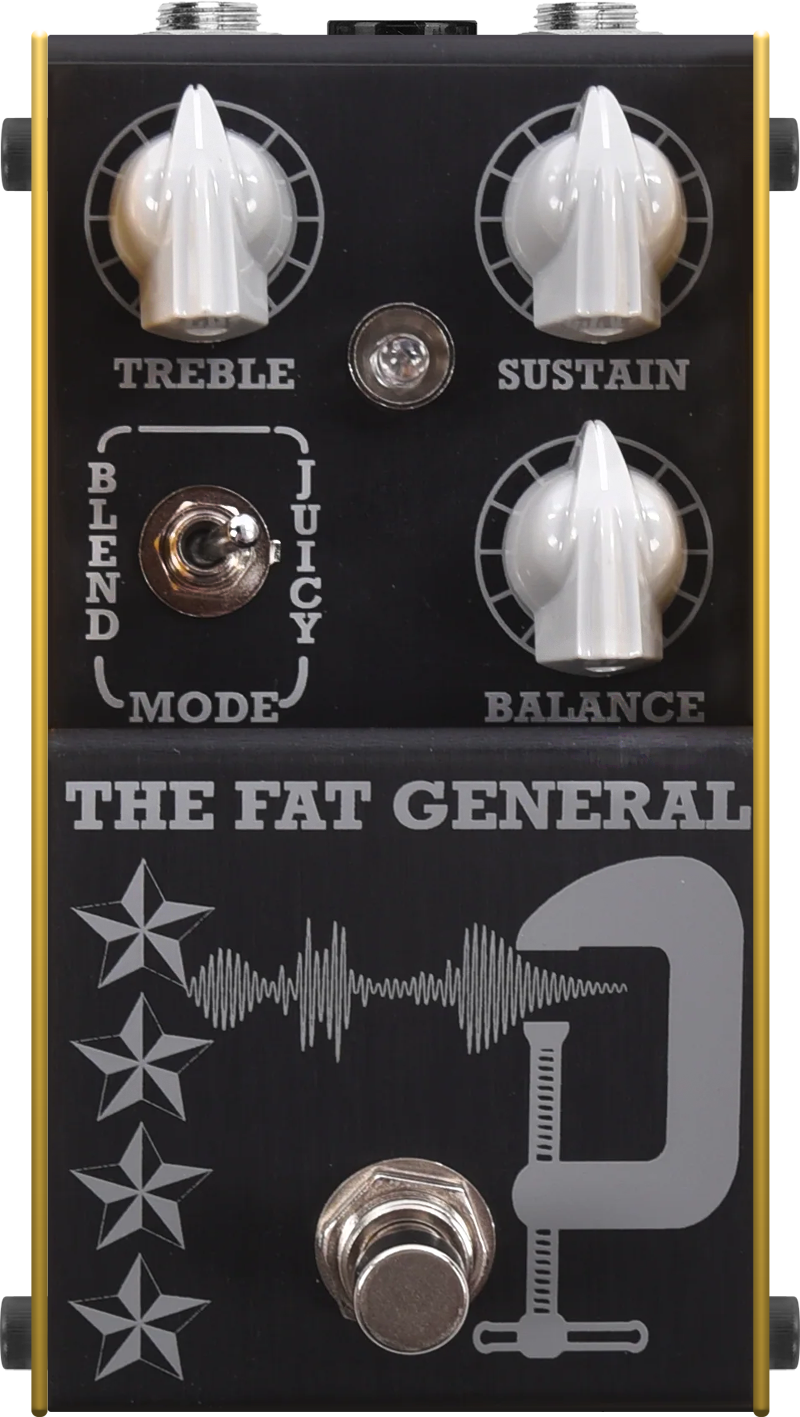 TREBLE
SUSTAIN
BLEND
JUICY
MODE
BALANCE
THE FAT GENERAL